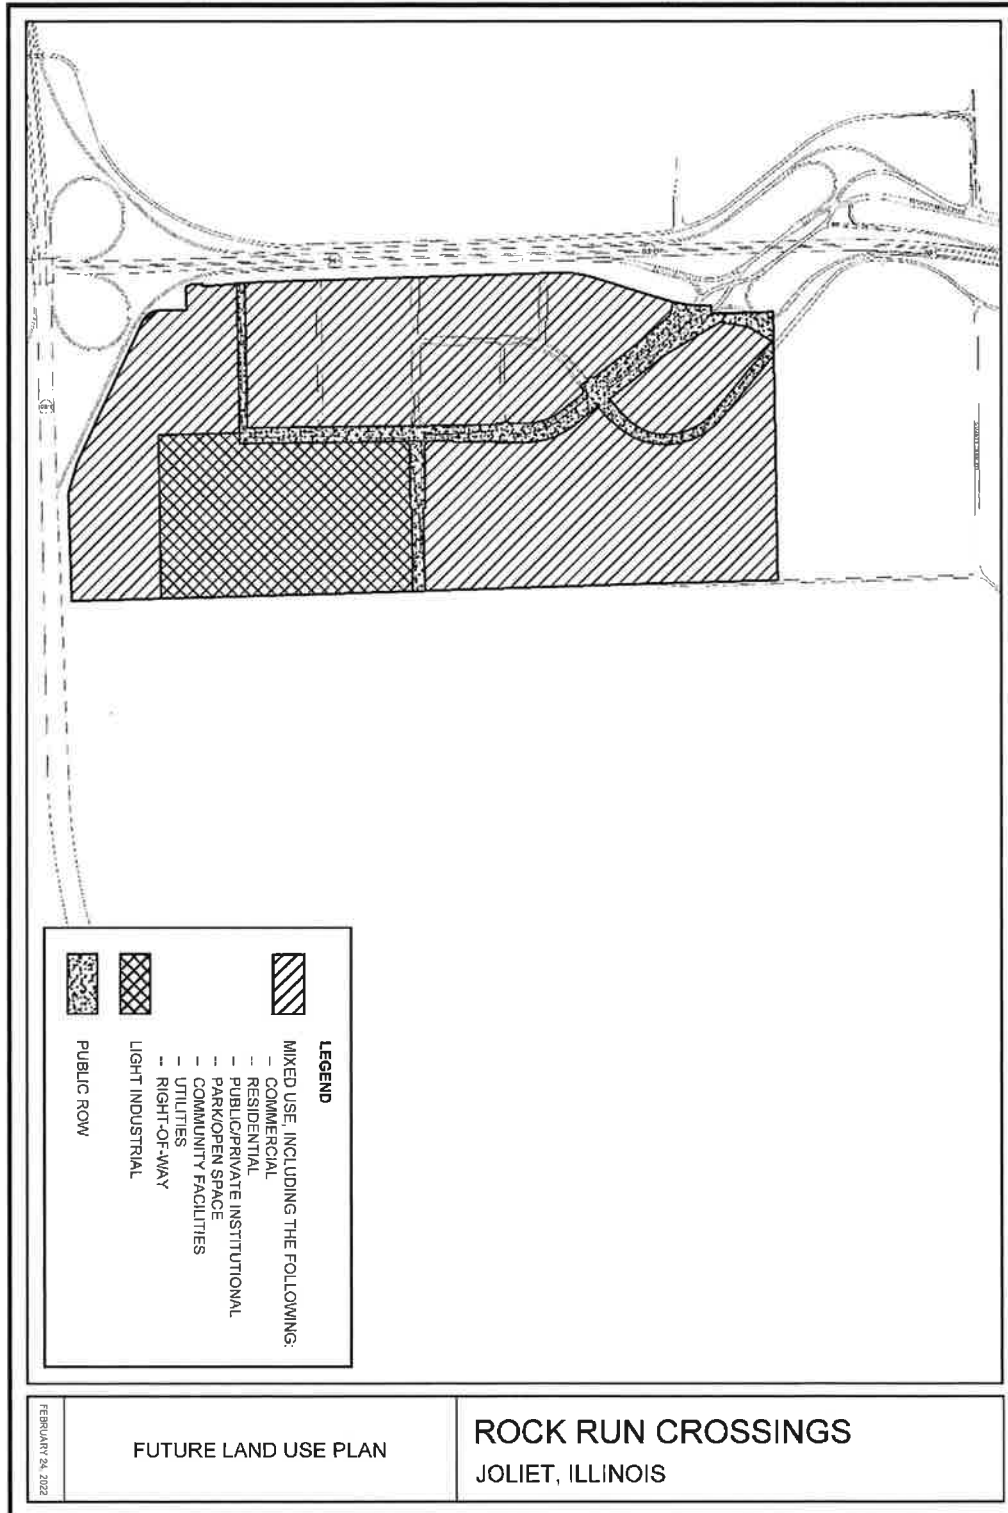 LEGEND
MIXED USE, INCLUDING THE FOLLOWING:
– COMMERCIAL
-- RESIDENTIAL
– PUBLIC/PRIVATE INSTITUTIONAL
-- PARK/OPEN SPACE
– COMMUNITY FACILITIES
– UTILITIES
-- RIGHT-OF-WAY
LIGHT INDUSTRIAL
PUBLIC ROW
ROCK RUN CROSSINGS
JOLIET, ILLINOIS
FUTURE LAND USE PLAN
FEBRUARY 24, 2022